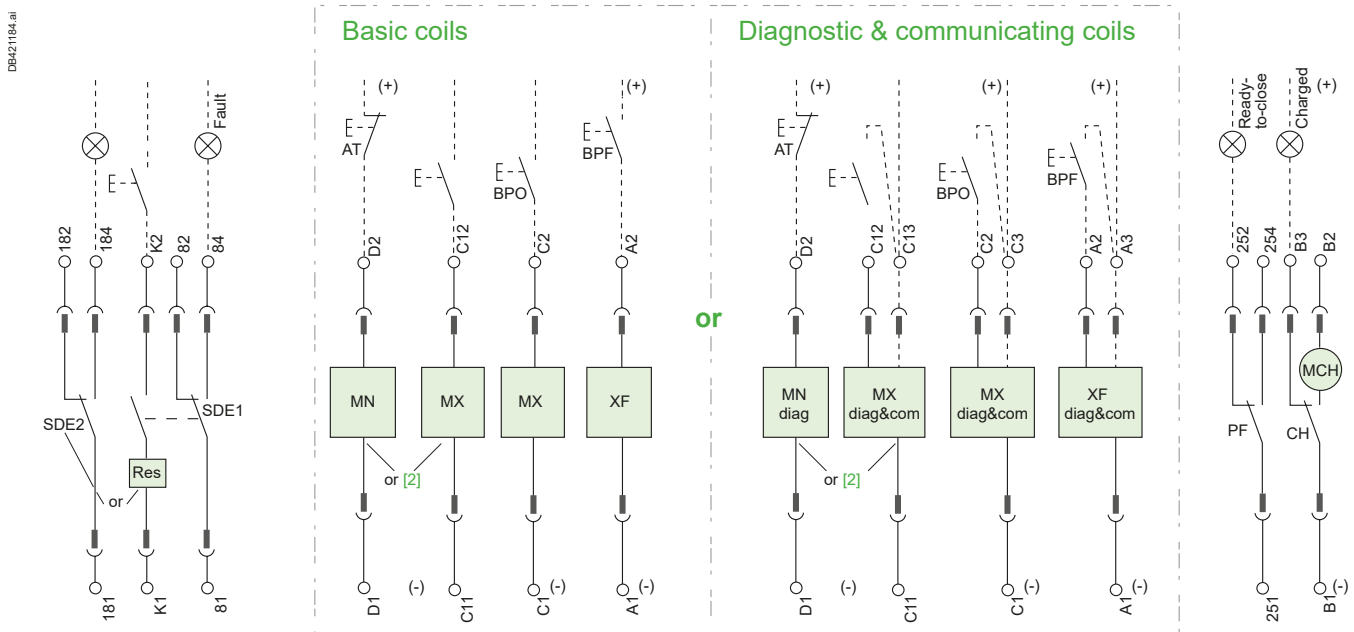 DB421184.ai
Basic coils
Diagnostic & communicating coils
Fault
182
184
K2
82
84
SDE2
SDE1
Res
or
181
K1
81
(+)
(+)
AT
BPO
BPF
D2
C12
C2
A2
MN
MX
MX
XF
or [2]
D1
(-)
C11
C1
(-)
A1
(-)
or
(+)
(+)
(+)
AT
BPO
BPF
D2
C12
C13
C2
C3
A2
A3
MN
diag
MX
diag&com
MX
diag&com
XF
diag&com
or [2]
D1
(-)
C11
C1
(-)
A1
(-)
Ready-
to-close
Charged
(+)
252
254
B3
B2
MCH
PF
CH
251
B1
(-)